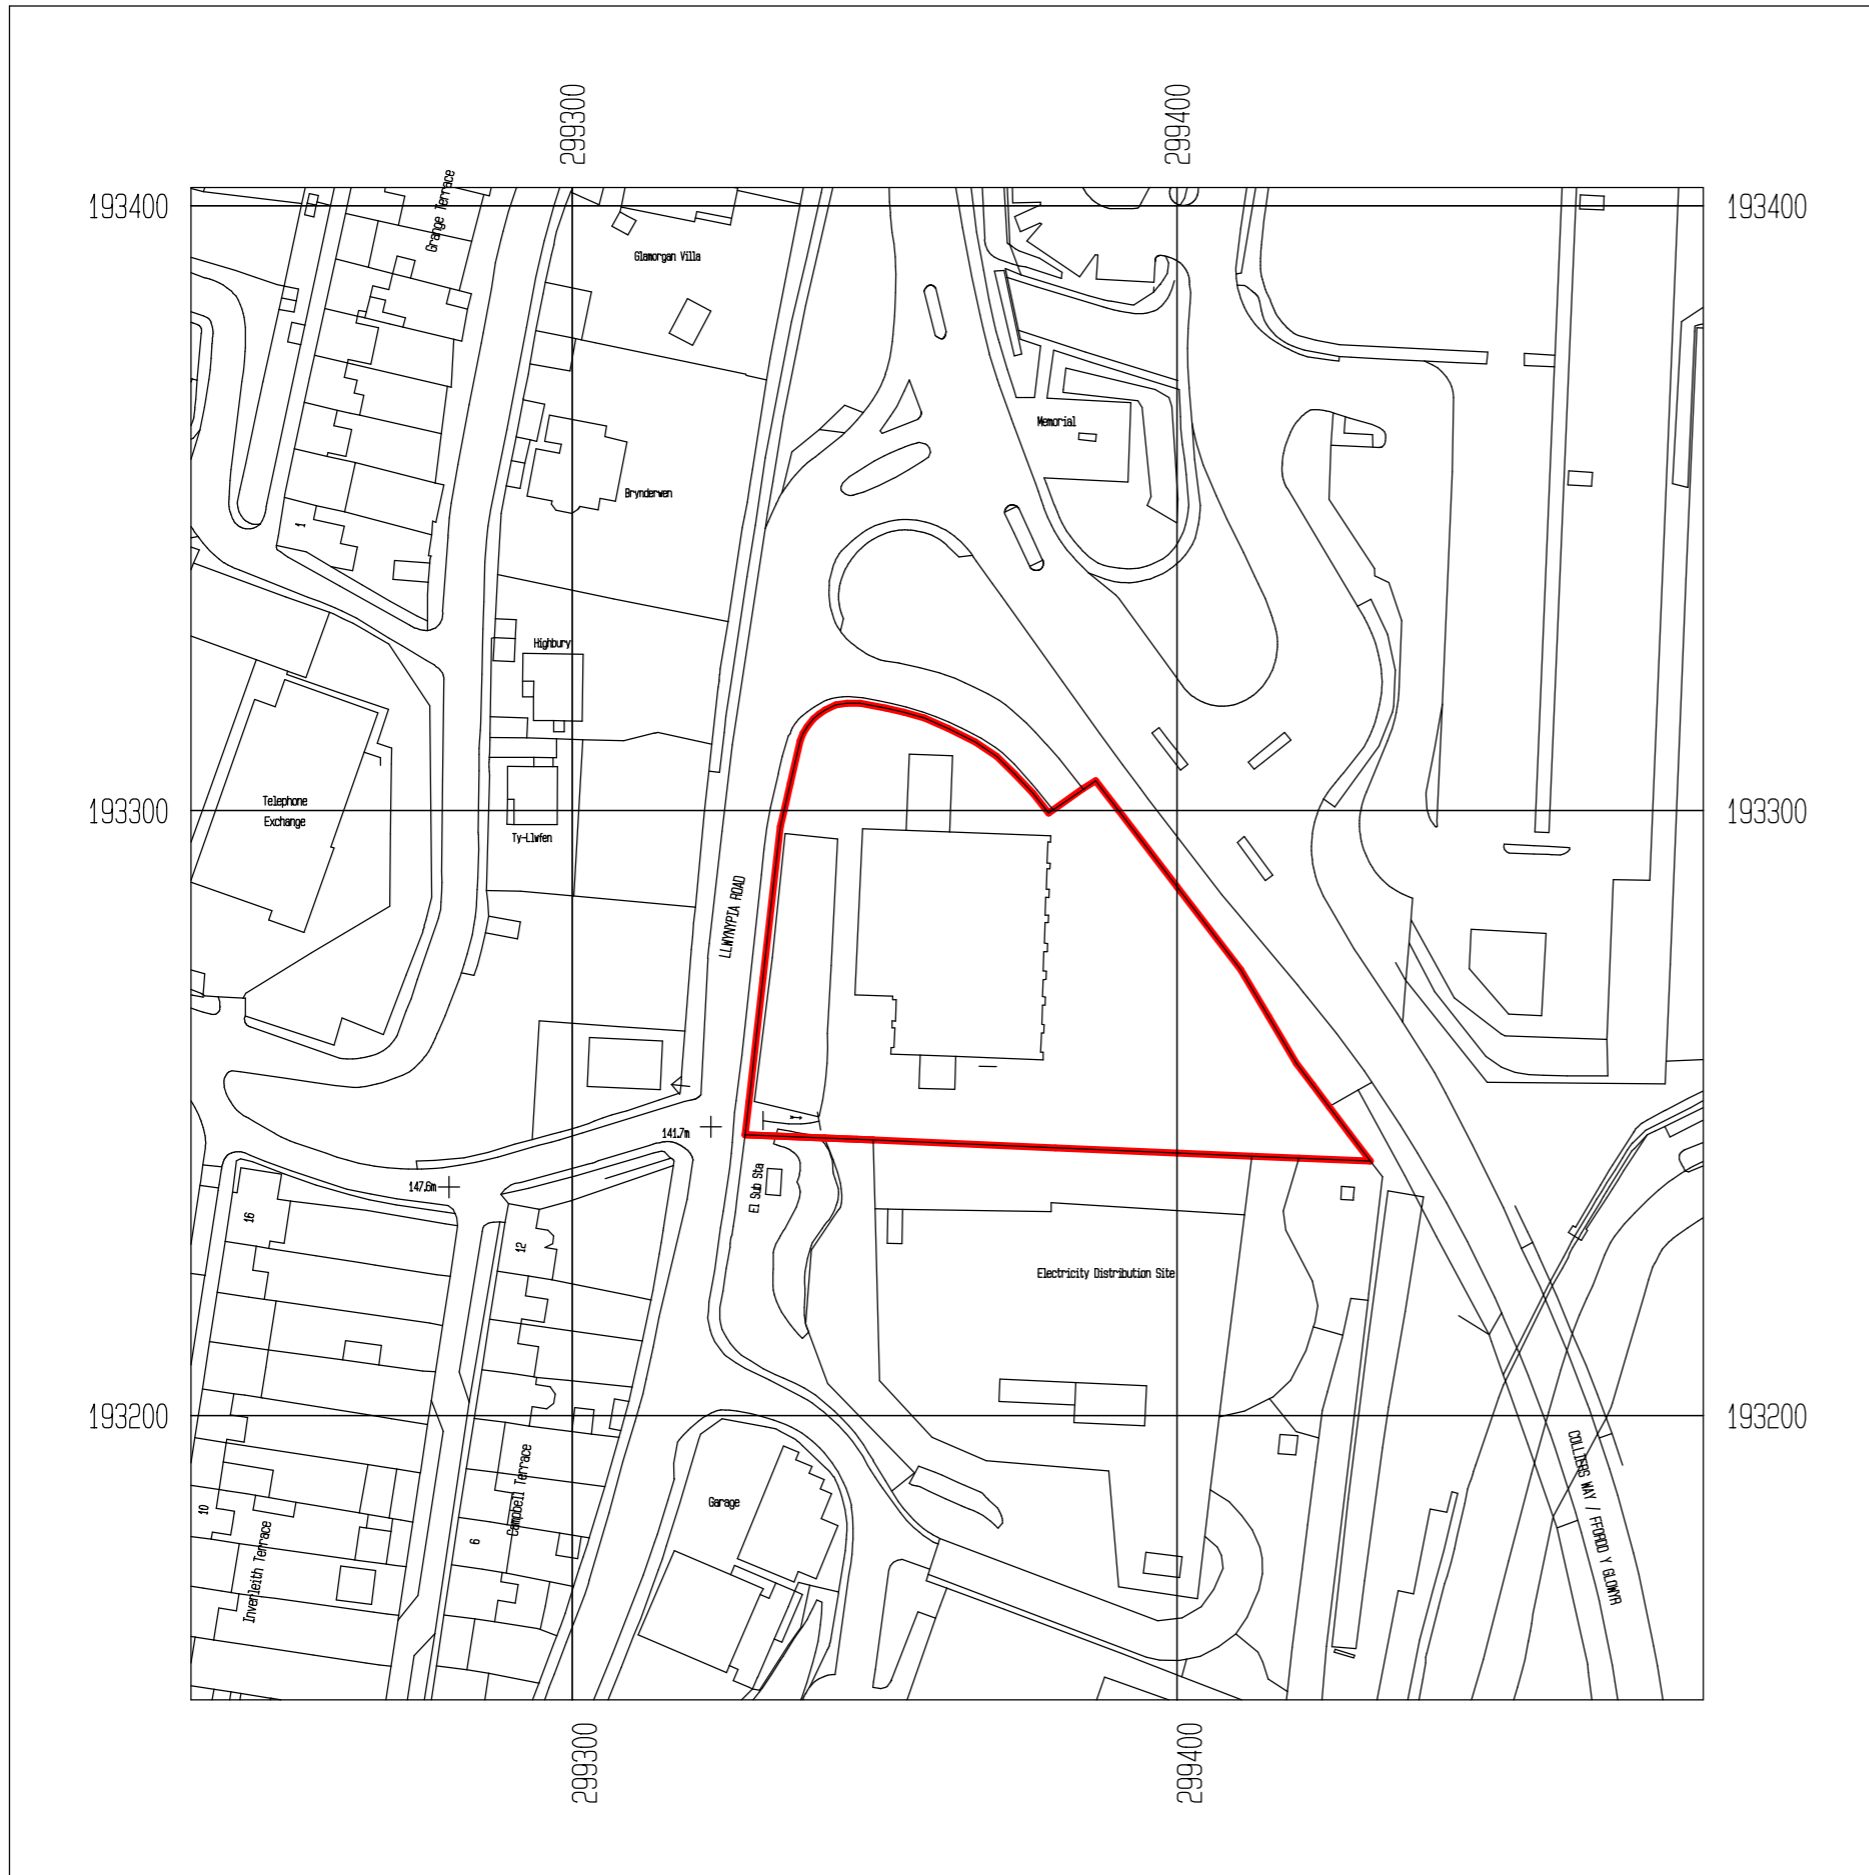 299300
299400
193400
193400
Grange Terrace
Glamorgan Villa
Memorial
Brynderwen
1
Highbury
Telephone
Exchange
193300
193300
Ty-Llwfen
LLWYNYPIA ROAD
1
141.7m
147.6m
El Sub Sta
16
12
Electricity Distribution Site
193200
193200
COLLIERS WAY / FFORDD Y GLOWYR
Campbell Terrace
Garage
10
6
Inverleith Terrace
299300
299400